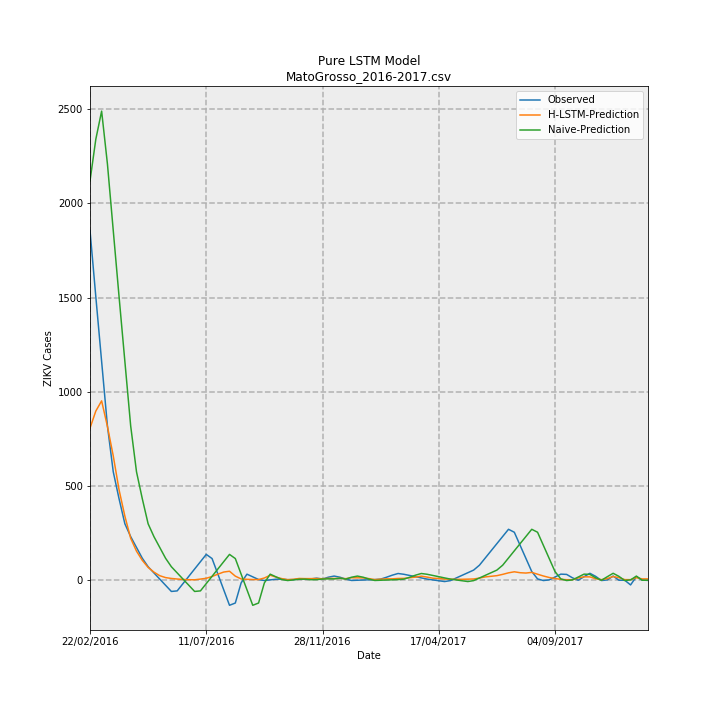 Pure LSTM Model
MatoGrosso_2016-2017.csv
Observed
H-LSTM-Prediction
Naive-Prediction
2500
2000
1500
1000
500
0
ZIKV Cases
22/02/2016
11/07/2016
28/11/2016
17/04/2017
04/09/2017
Date